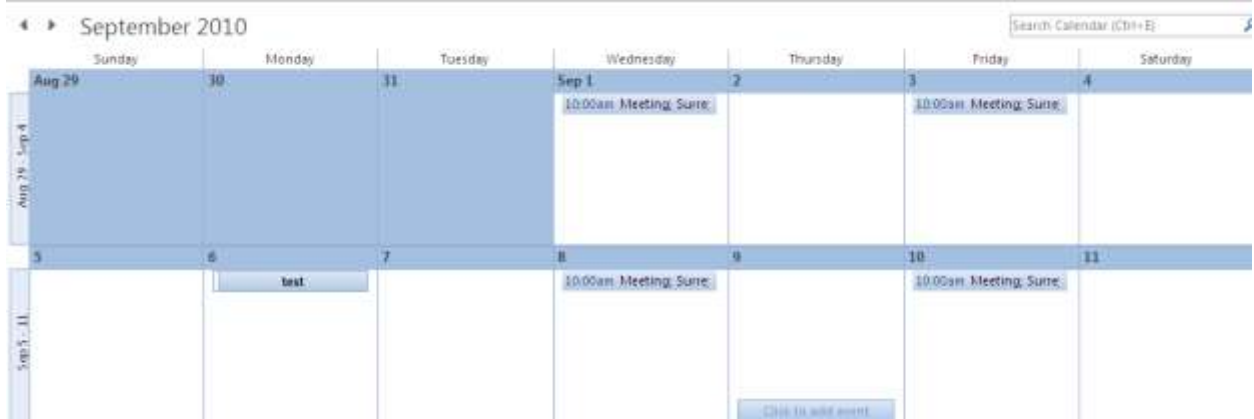 September 2010
Search Calendar (Ctrl+E)
Sunday Monday Tuesday Wednesday Thursday Friday Saturday
Aug 29 30 31 Sep 1 2 3 4
10:00am Meeting; Surre 10:00am Meeting; Surre
Aug 29 - Sep 4
5 6 7 8 9 10 11
test 10:00am Meeting; Surre 10:00am Meeting; Surre
Sep 5 - 11
Click to add event